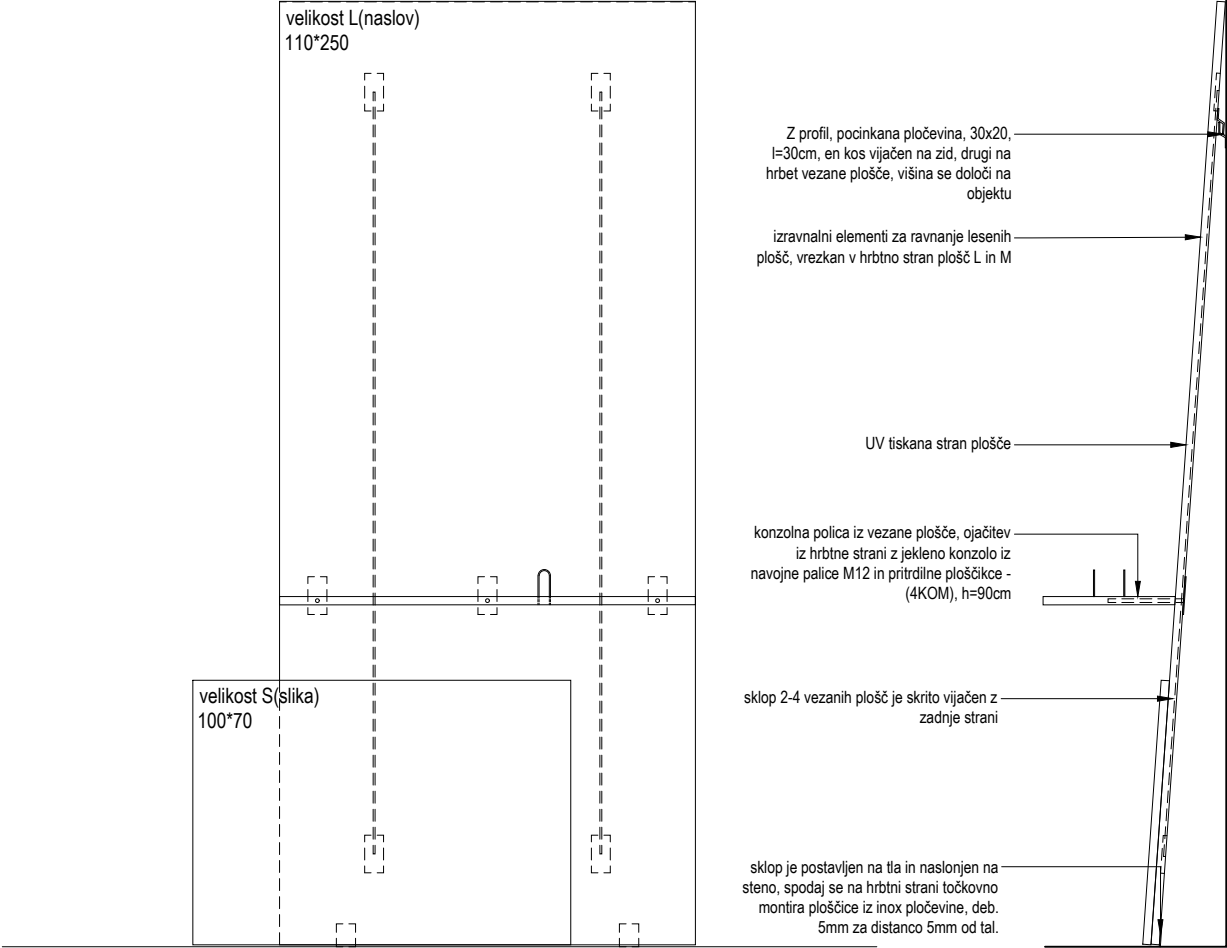 velikost L(naslov)
110*250
Z profil, pocinkana pločevina, 30x20,
l=30cm, en kos vijačen na zid, drugi na
hrbet vezane plošče, višina se določi na
objektu
izravnalni elementi za ravnanje lesenih
plošč, vrezkan v hrbtno stran plošč L in M
UV tiskana stran plošče
konzolna polica iz vezane plošče, ojačitev
iz hrbtne strani z jekleno konzolo iz
navojne palice M12 in pritrdilne ploščikce -
(4KOM), h=90cm
velikost S(slika)
100*70
sklop 2-4 vezanih plošč je skrito vijačen z
zadnje strani
sklop je postavljen na tla in naslonjen na
steno, spodaj se na hrbtni strani točkovno
montira ploščice iz inox pločevine, deb.
5mm za distanco 5mm od tal.